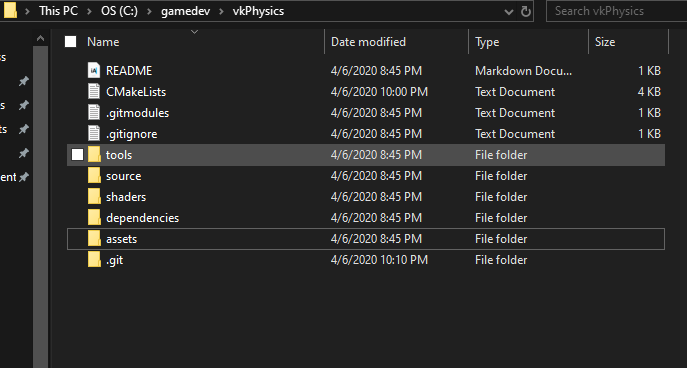 This PC > OS (C:) > gamedev > vkPhysics Search vkPhysics
Name Date modified Type Size
README 4/6/2020 8:45 PM Markdown Docu... 1 KB
CMakeLists 4/6/2020 10:00 PM Text Document 4 KB
.gitmodules 4/6/2020 8:45 PM Text Document 1 KB
.gitignore 4/6/2020 8:45 PM Text Document 1 KB
tools 4/6/2020 8:45 PM File folder
source 4/6/2020 8:45 PM File folder
shaders 4/6/2020 8:45 PM File folder
dependencies 4/6/2020 8:45 PM File folder
assets 4/6/2020 8:45 PM File folder
.git 4/6/2020 10:10 PM File folder